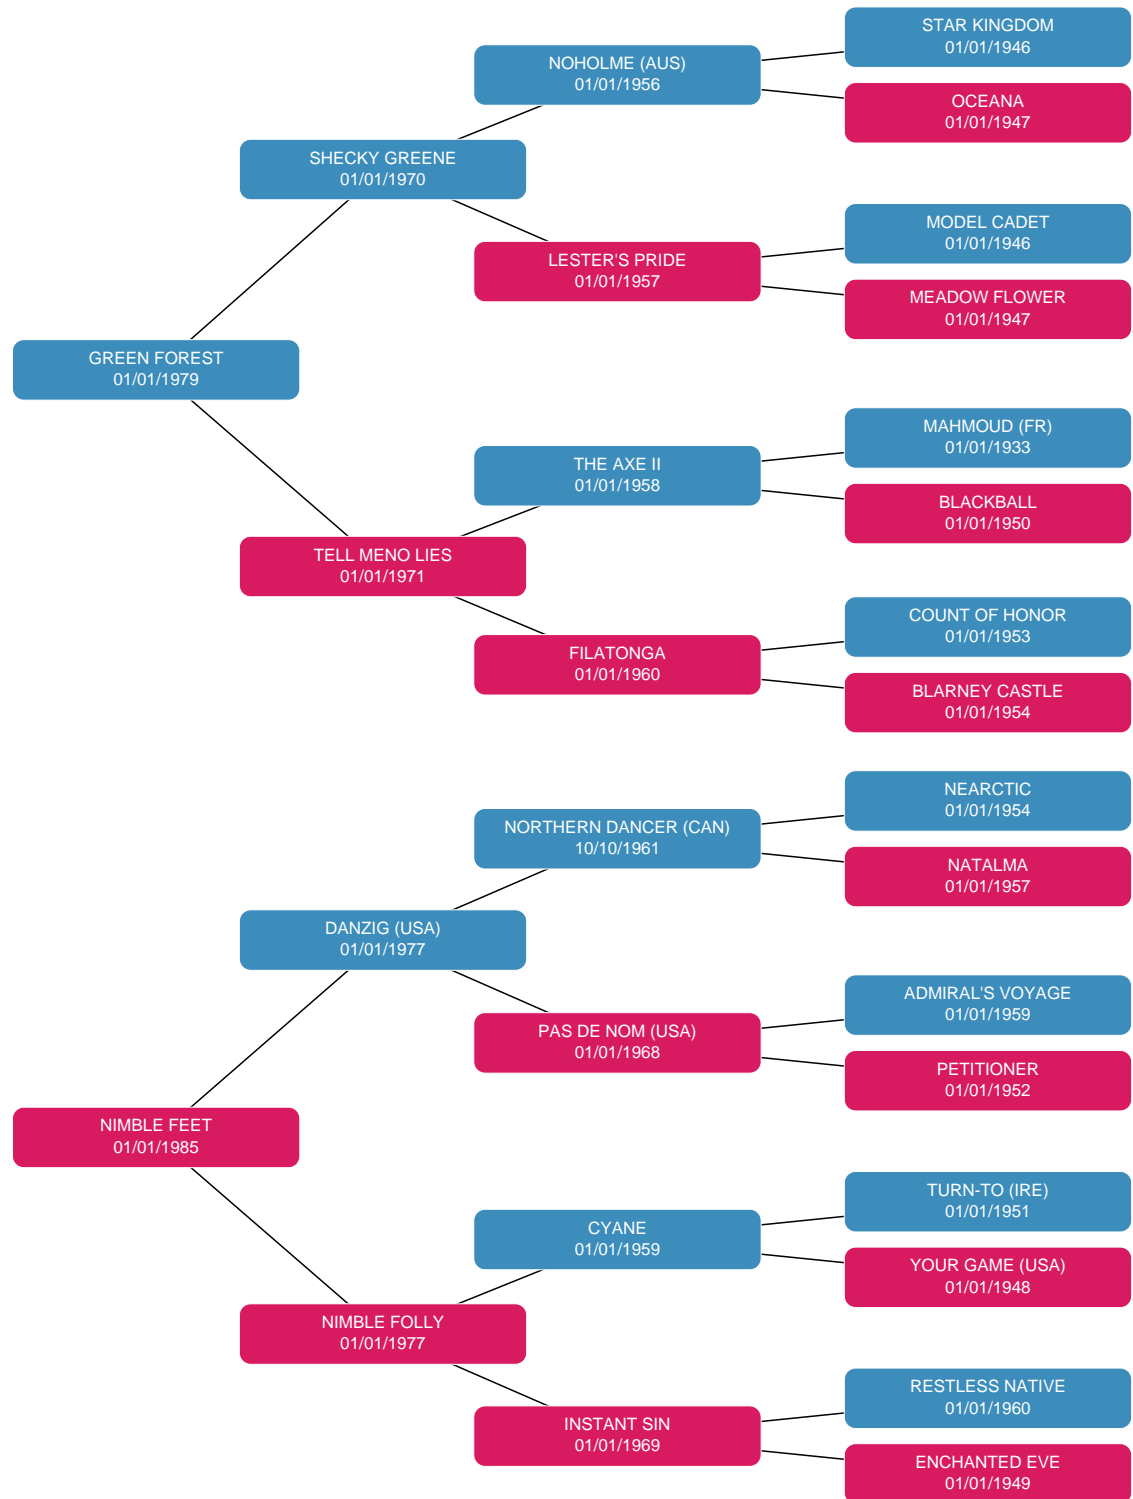 STAR KINGDOM
01/01/1946
NOHOLME (AUS)
01/01/1956
OCEANA
01/01/1947
SHECKY GREENE
01/01/1970
MODEL CADET
01/01/1946
LESTER'S PRIDE
01/01/1957
MEADOW FLOWER
01/01/1947
GREEN FOREST
01/01/1979
MAHMOUD (FR)
01/01/1933
THE AXE II
01/01/1958
BLACKBALL
01/01/1950
TELL MENO LIES
01/01/1971
COUNT OF HONOR
01/01/1953
FILATONGA
01/01/1960
BLARNEY CASTLE
01/01/1954
NEARCTIC
01/01/1954
NORTHERN DANCER (CAN)
10/10/1961
NATALMA
01/01/1957
DANZIG (USA)
01/01/1977
ADMIRAL'S VOYAGE
01/01/1959
PAS DE NOM (USA)
01/01/1968
PETITIONER
01/01/1952
NIMBLE FEET
01/01/1985
TURN-TO (IRE)
01/01/1951
CYANE
01/01/1959
YOUR GAME (USA)
01/01/1948
NIMBLE FOLLY
01/01/1977
RESTLESS NATIVE
01/01/1960
INSTANT SIN
01/01/1969
ENCHANTED EVE
01/01/1949